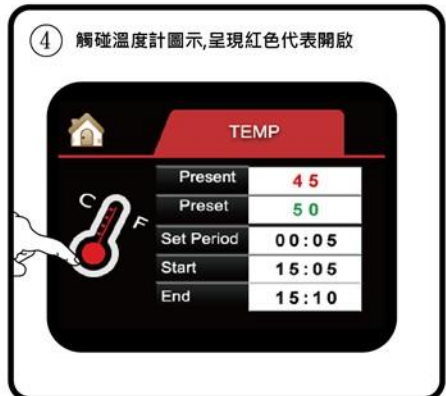 ④ 觸碰溫度計圖示,呈現紅色代表開啟
TEMP
C F
Present 45
Preset 50
Set Period 00:05
Start 15:05
End 15:10